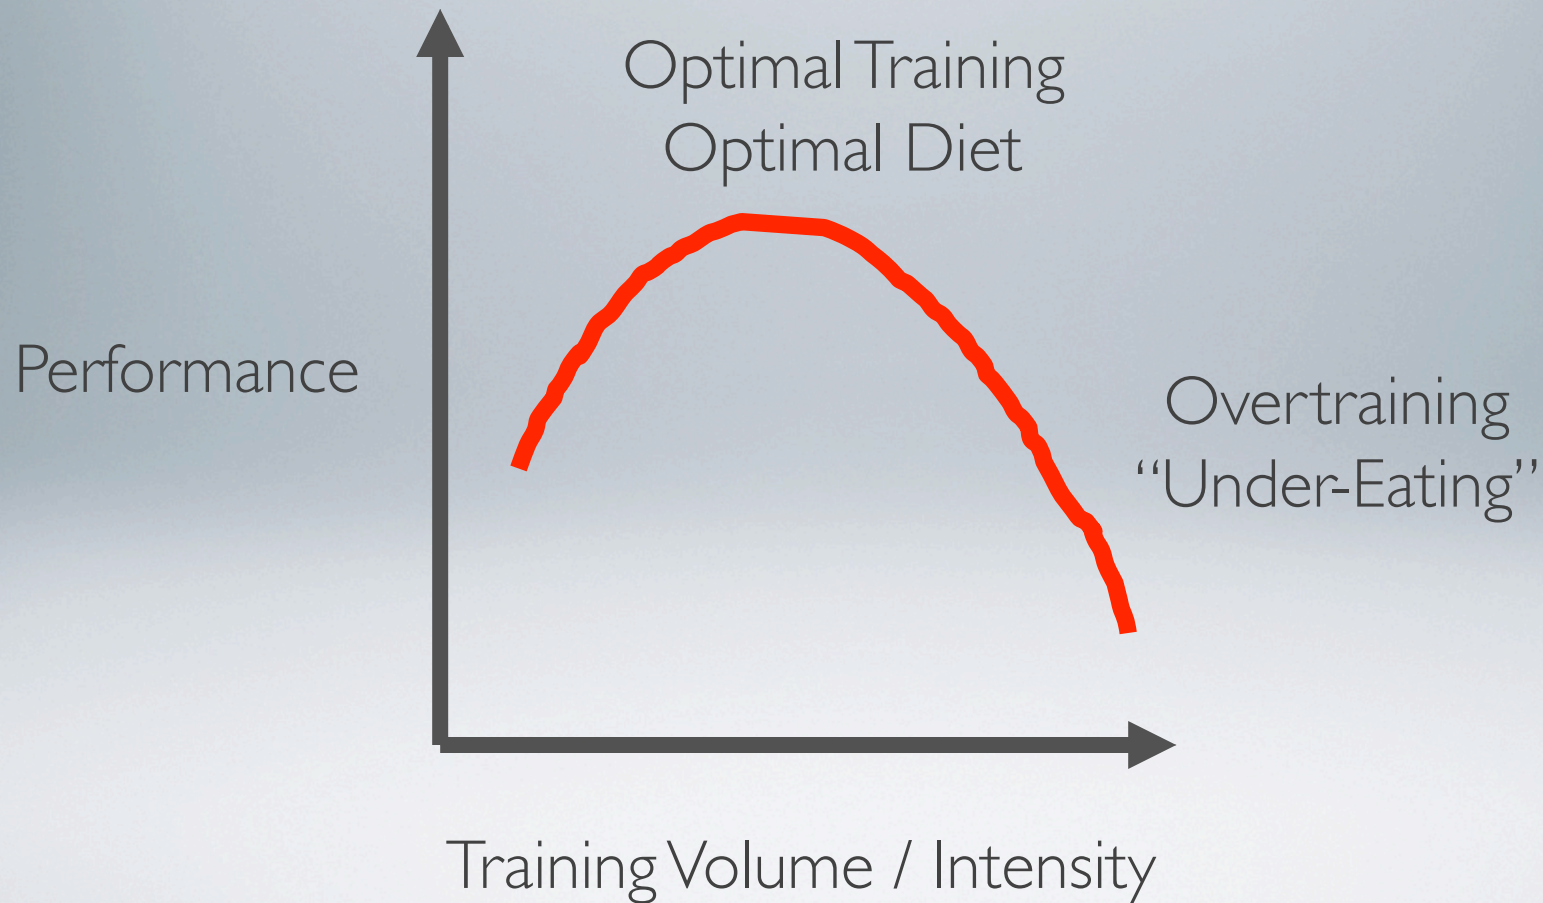 Optimal Training
Optimal Diet
Performance
Overtraining
“Under-Eating”
Training Volume / Intensity